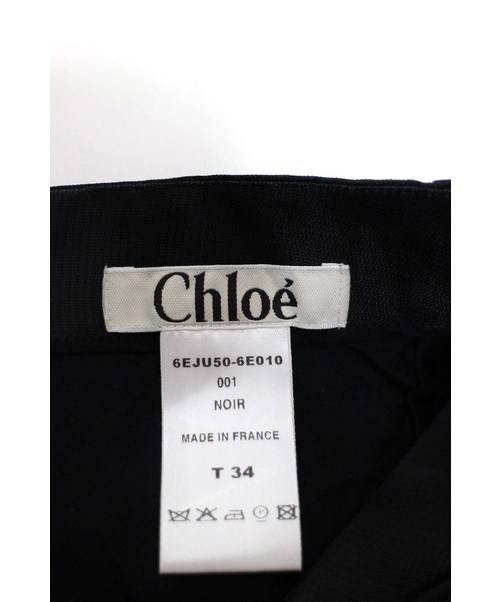 Chloé
6EJU50-6E010
001
NOIR
MADE IN FRANCE
T 34